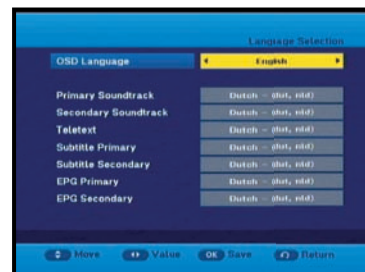 Language Selection
OSD Language English
Primary Soundtrack Dutch - (dut, nld)
Secondary Soundtrack Dutch - (dut, nld)
Teletext Dutch - (dut, nld)
Subtitle Primary Dutch - (dut, nld)
Subtitle Secondary Dutch - (dut, nld)
EPG Primary Dutch - (dut, nld)
EPG Secondary Dutch - (dut, nld)
Move Value OK Save Return